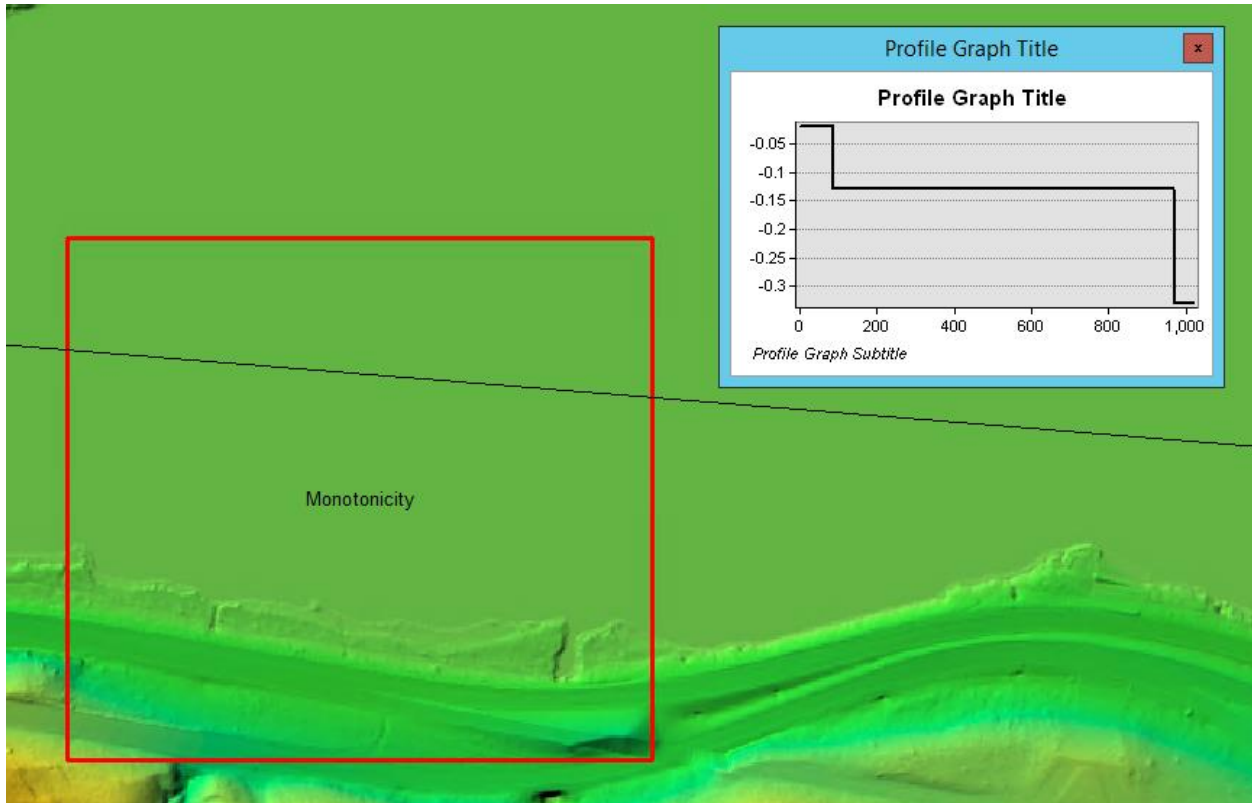 Profile Graph Title
x
Profile Graph Title
-0.05
-0.1
-0.15
-0.2
-0.25
-0.3
0 200 400 600 800 1,000
Profile Graph Subtitle
Monotonicity